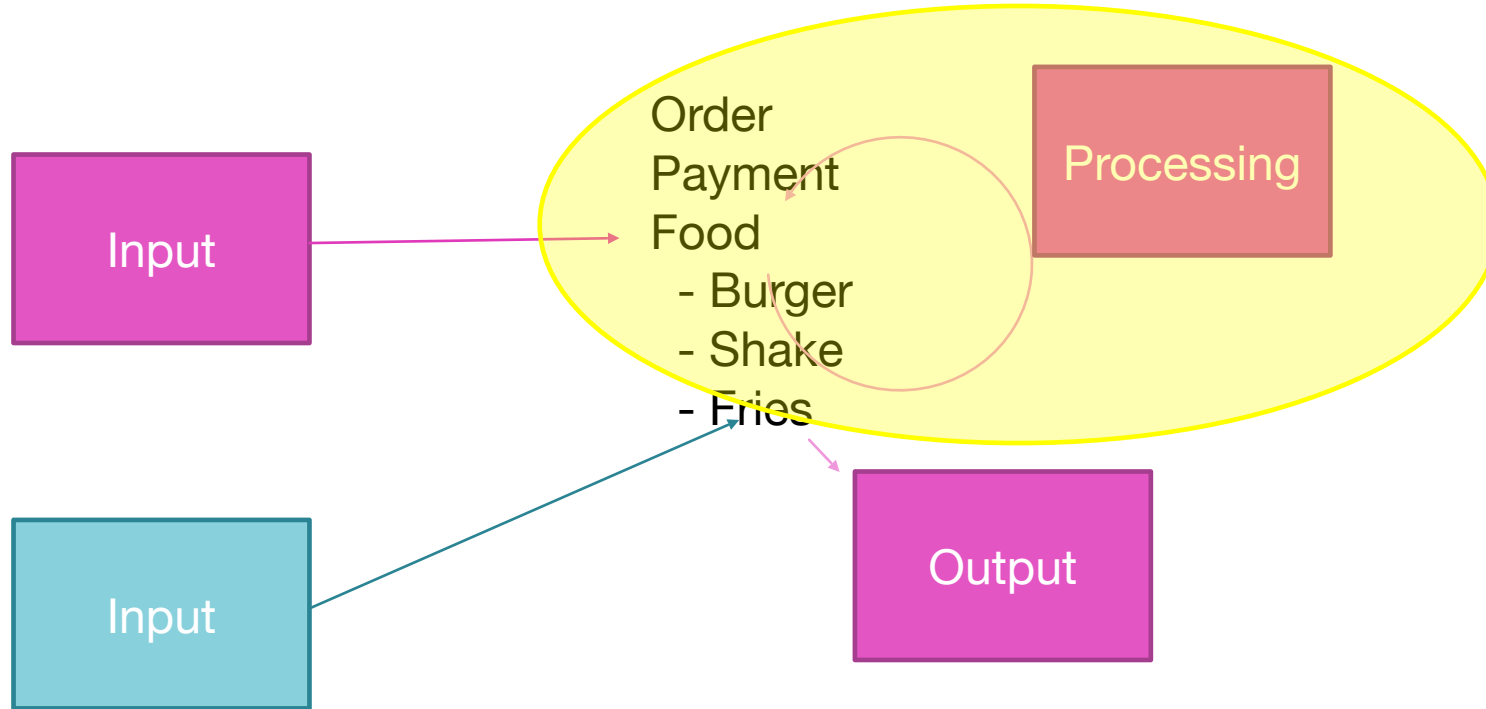 Order
Payment
Food
- Burger
- Shake
- Fries
Processing
Input
Input
Output